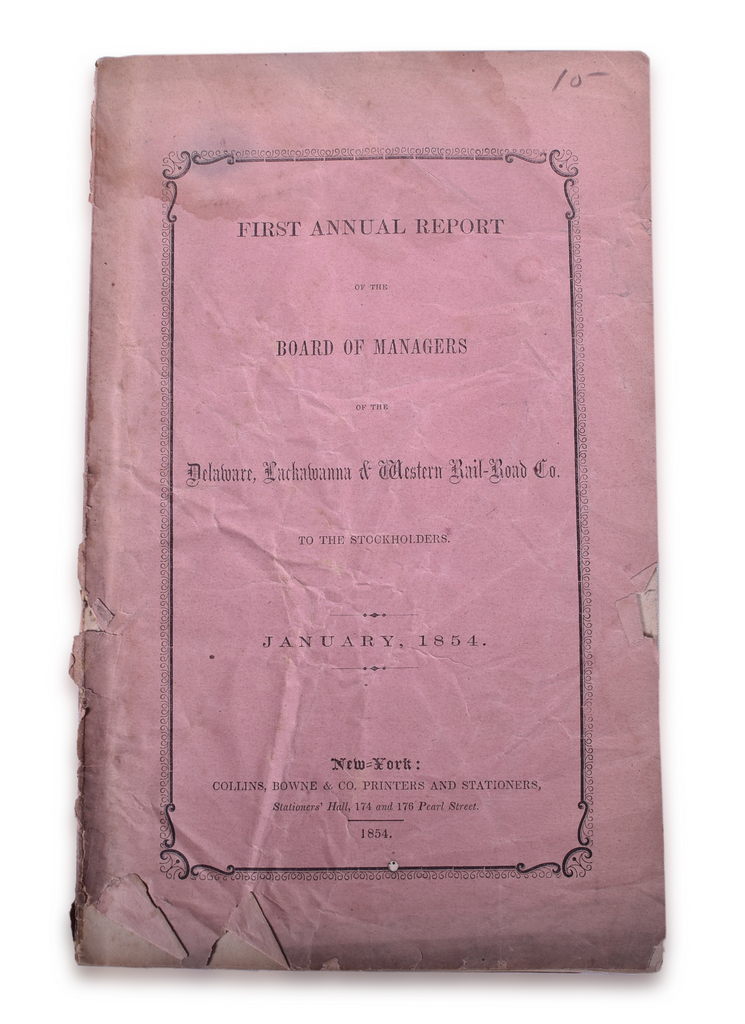 10-
FIRST ANNUAL REPORT
OF THE
BOARD OF MANAGERS
OF THE
Delaware, Lackawanna & Western Rail-Road Co.
TO THE STOCKHOLDERS.
JANUARY, 1854.
New-York:
COLLINS, BOWNE & CO. PRINTERS AND STATIONERS,
Stationers' Hall, 174 and 176 Pearl Street.
1854.